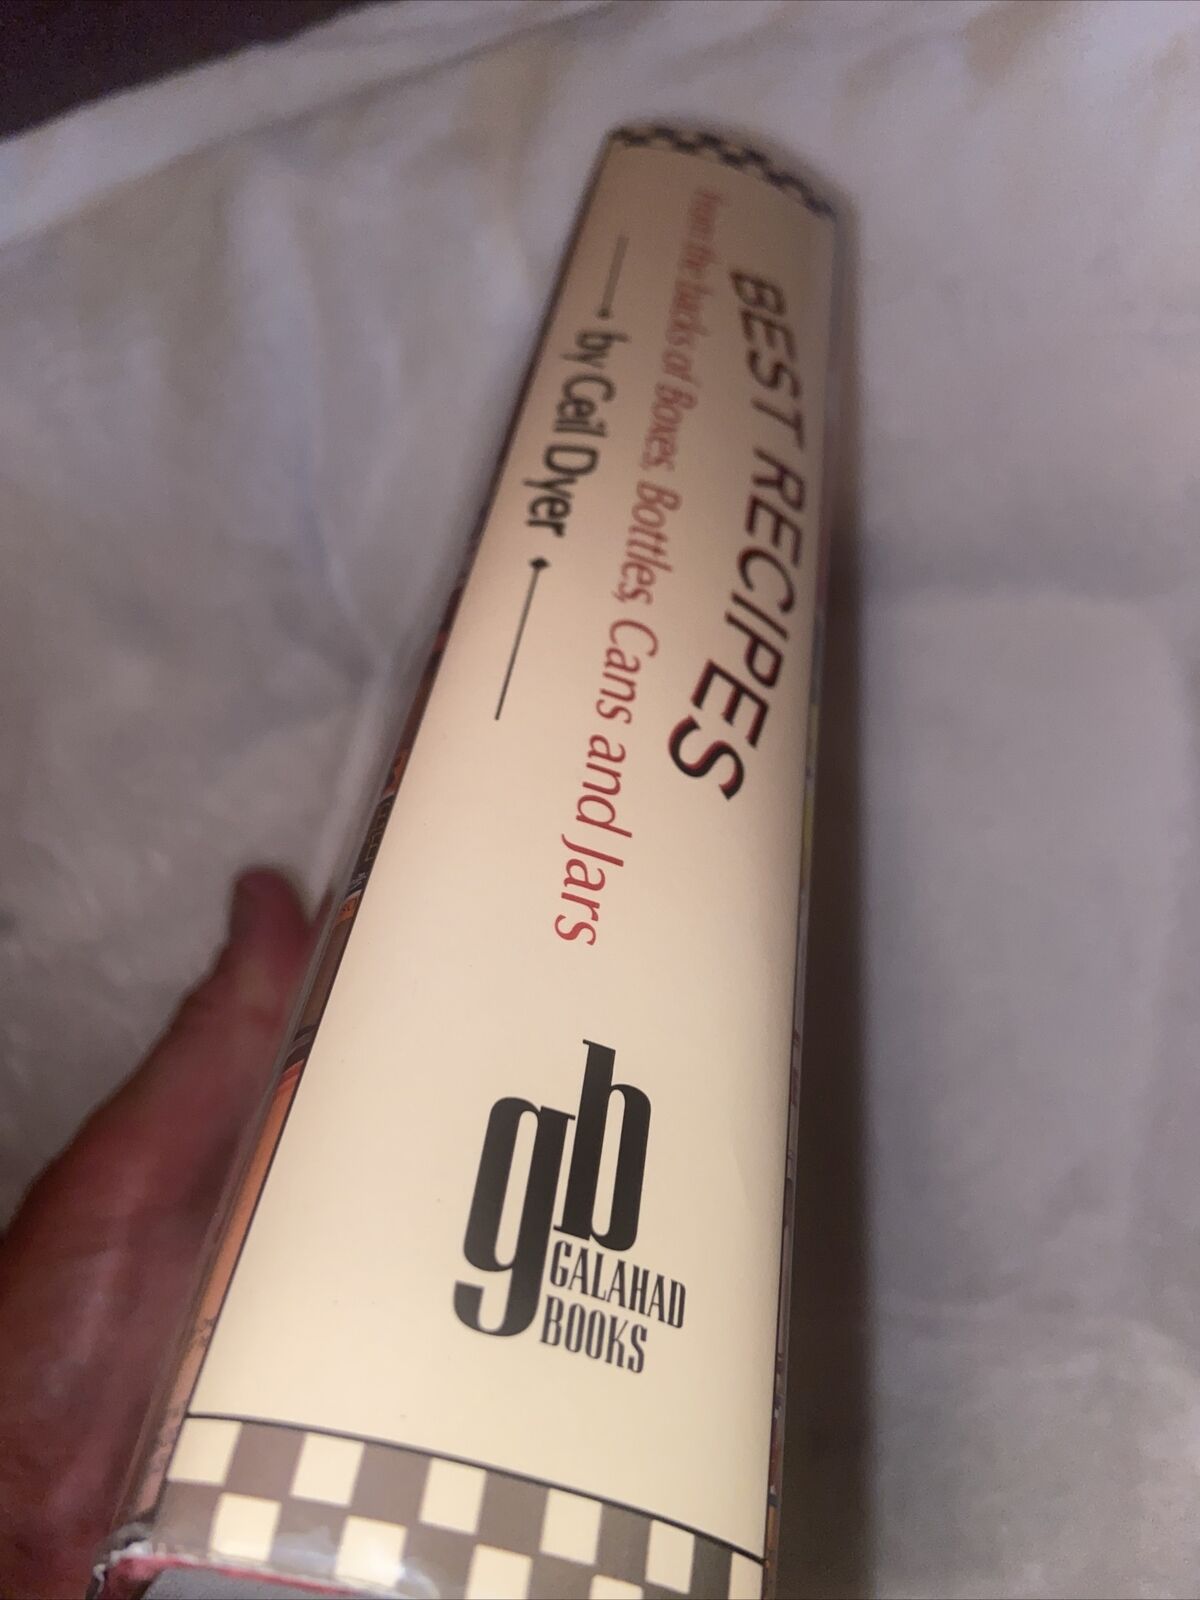 BEST RECIPES
from the backs of Boxes, Bottles, Cans and Jars
by Ceil Dyer
gb
GALAHAD
BOOKS